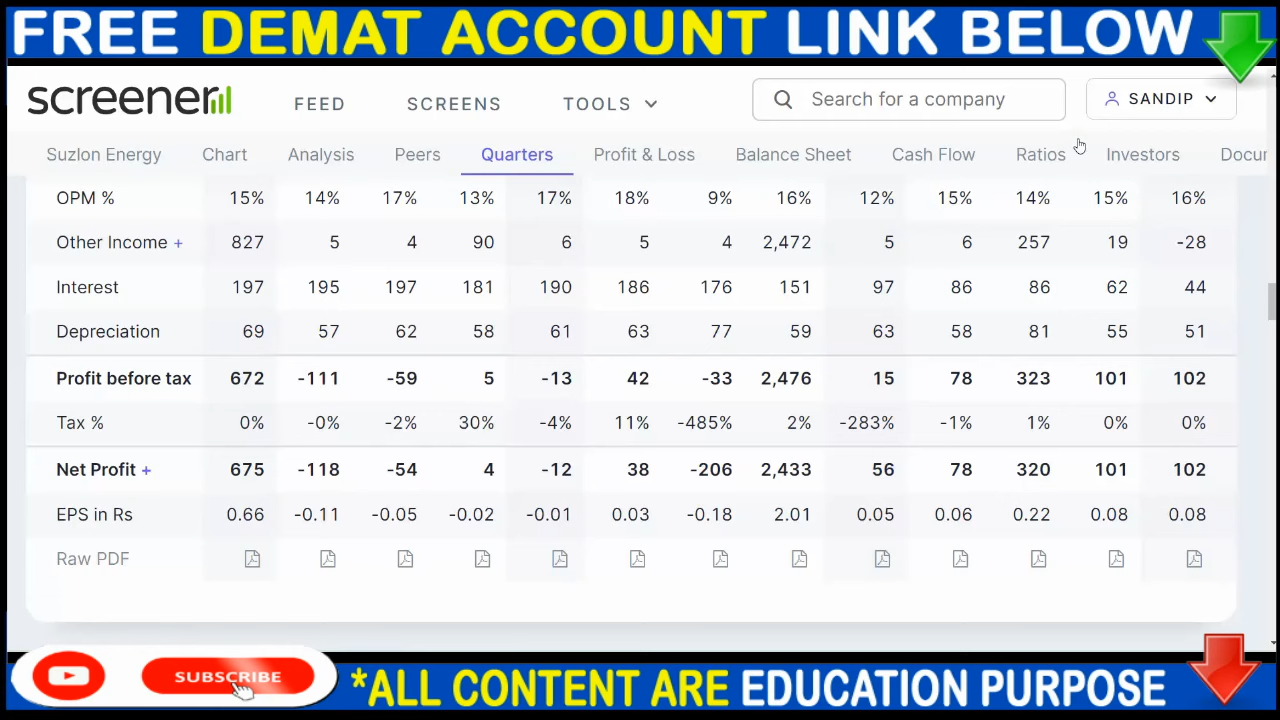 FREE DEMAT ACCOUNT LINK BELOW
screener FEED SCREENS TOOLS Search for a company SANDIP
Suzlon Energy Chart Analysis Peers Quarters Profit & Loss Balance Sheet Cash Flow Ratios Investors Docur
OPM % 15% 14% 17% 13% 17% 18% 9% 16% 12% 15% 14% 15% 16%
Other Income + 827 5 4 90 6 5 4 2,472 5 6 257 19 -28
Interest 197 195 197 181 190 186 176 151 97 86 86 62 44
Depreciation 69 57 62 58 61 63 77 59 63 58 81 55 51
Profit before tax 672 -111 -59 5 -13 42 -33 2,476 15 78 323 101 102
Tax % 0% -0% -2% 30% -4% 11% -485% 2% -283% -1% 1% 0% 0%
Net Profit + 675 -118 -54 4 -12 38 -206 2,433 56 78 320 101 102
EPS in Rs 0.66 -0.11 -0.05 -0.02 -0.01 0.03 -0.18 2.01 0.05 0.06 0.22 0.08 0.08
Raw PDF
SUBSCRIBE
*ALL CONTENT ARE EDUCATION PURPOSE